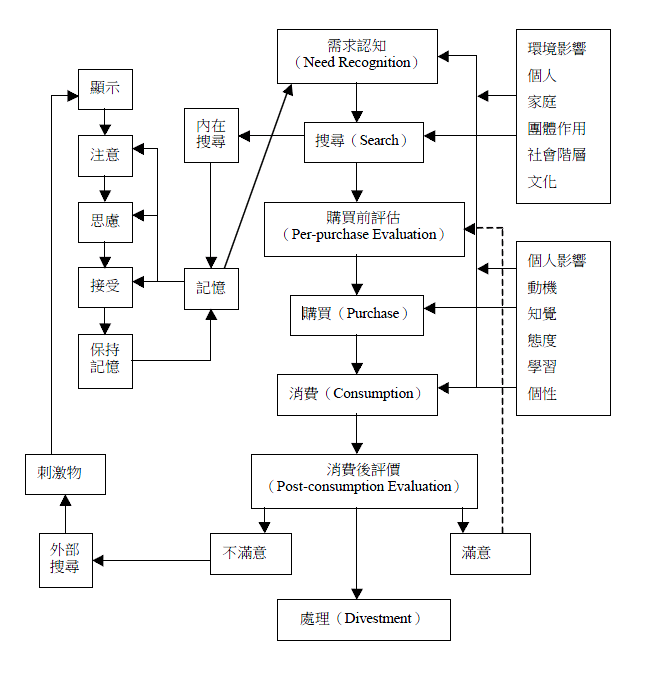 需求認知
（Need Recognition）
環境影響
個人
家庭
團體作用
社會階層
文化
顯示
注意
思慮
接受
保持
記憶
內在
搜尋
記憶
搜尋（Search）
購買前評估
（Per-purchase Evaluation）
購買（Purchase）
消費（Consumption）
個人影響
動機
知覺
態度
學習
個性
消費後評價
（Post-consumption Evaluation）
刺激物
外部
搜尋
不滿意
滿意
處理（Divestment）